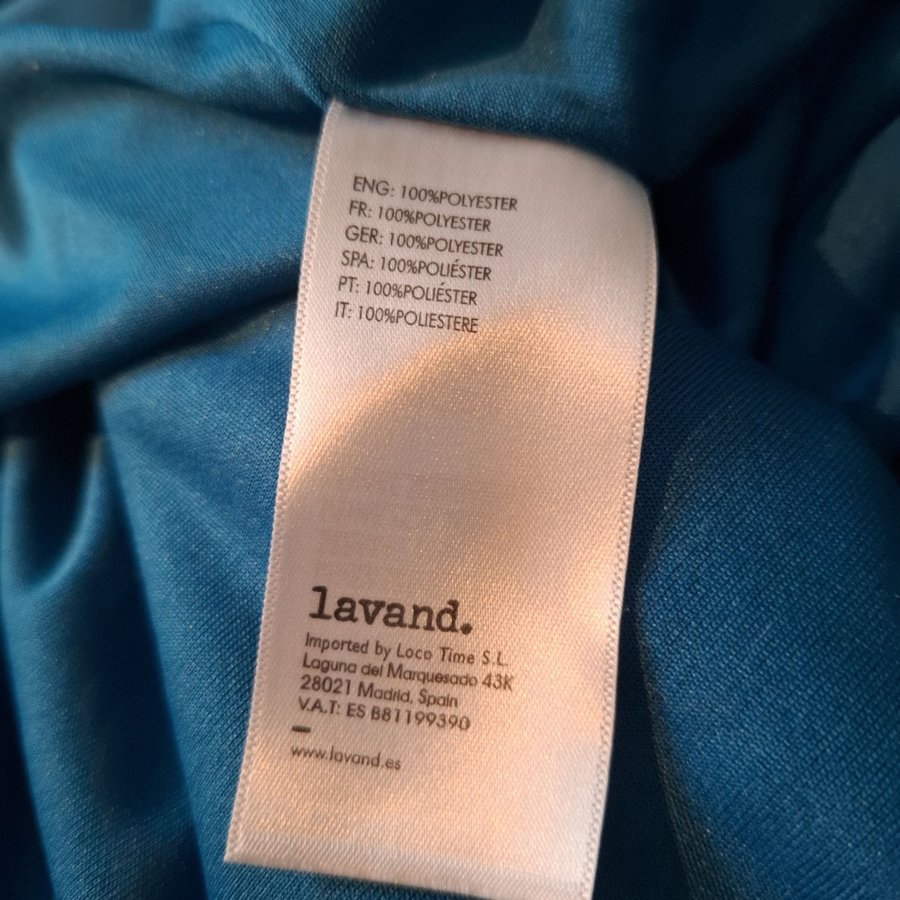 ENG: 100%POLYESTER
FR: 100%POLYESTER
GER: 100%POLYESTER
SPA: 100%POLIÉSTER
PT: 100%POLIÉSTER
IT: 100%POLIESTERE
lavand.
Imported by Loco Time S.L.
Laguna del Marquesado 43K
28021 Madrid, Spain
V.A.T: ES B81199390
www.lavand.es